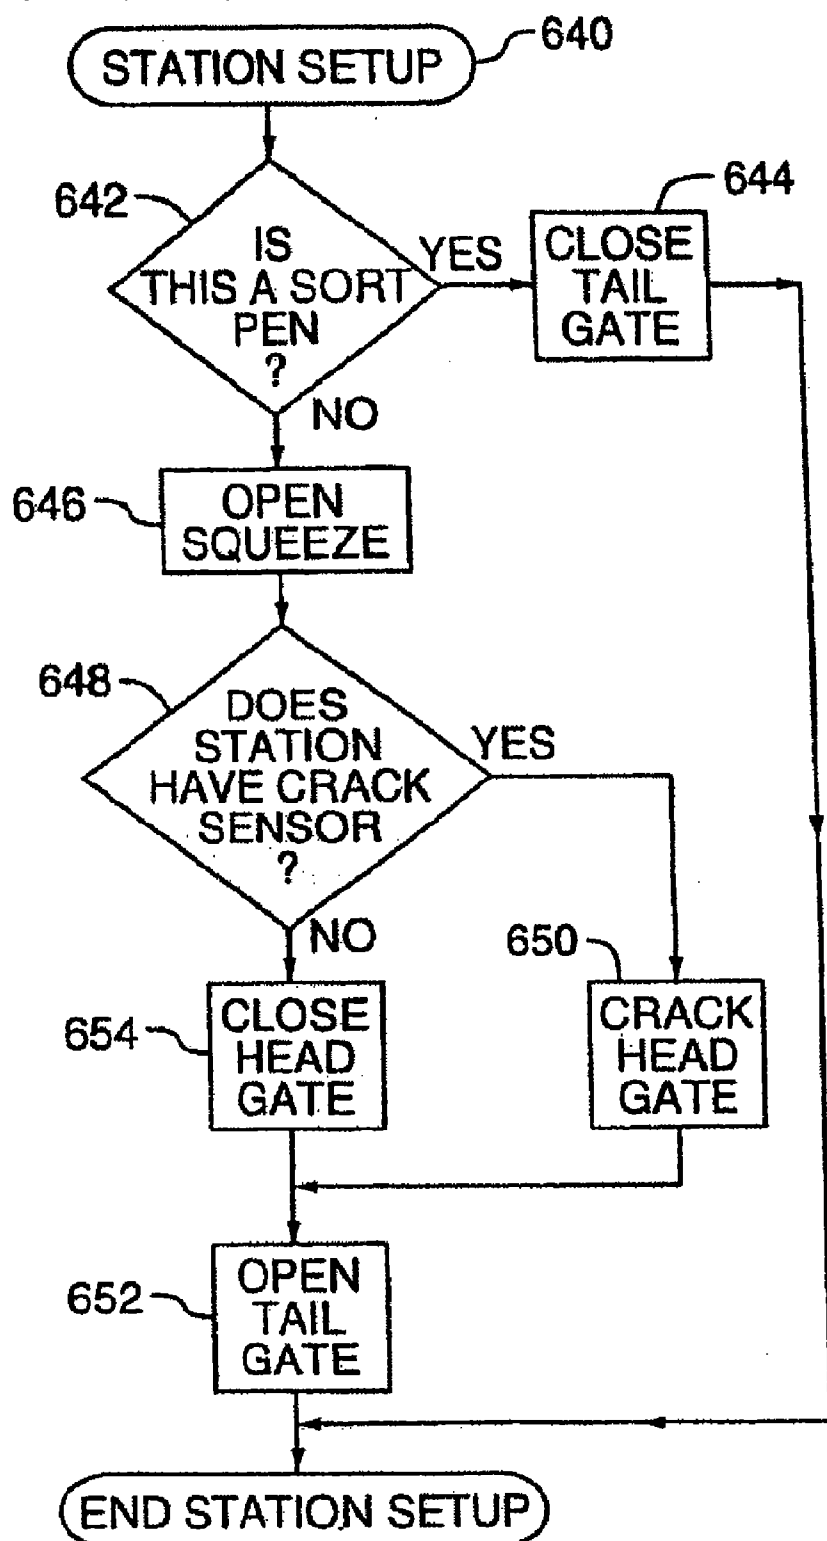 STATION SETUP
640
642
IS
THIS A SORT
PEN
?
YES
644
CLOSE
TAIL
GATE
NO
646
OPEN
SQUEEZE
648
DOES
STATION
HAVE CRACK
SENSOR
?
YES
NO
650
654
CLOSE
HEAD
GATE
CRACK
HEAD
GATE
652
OPEN
TAIL
GATE
END STATION SETUP